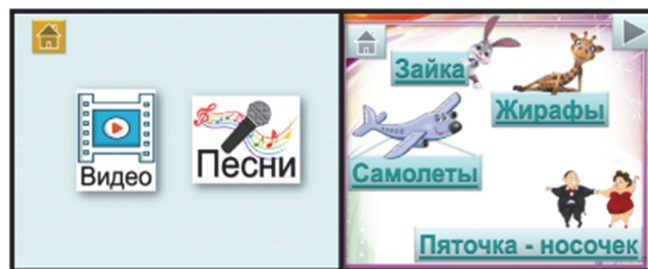 Видео
Песни
Зайка
Жирафы
Самолеты
Пяточка - носочек